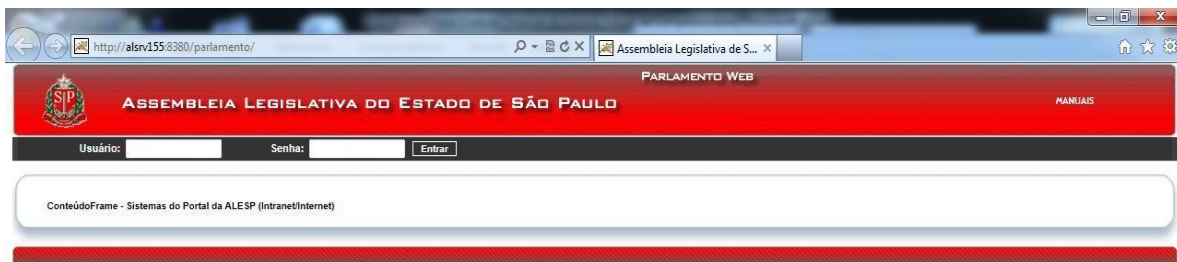 http://alsrv155:8380/parlamento/
Assembleia Legislativa de S...
PARLAMENTO WEB
SP
ASSEMBLEIA LEGISLATIVA DO ESTADO DE SÃO PAULO
MANUAIS
Usuário:
Senha:
Entrar
ConteúdoFrame - Sistemas do Portal da ALESP (Intranet/Internet)